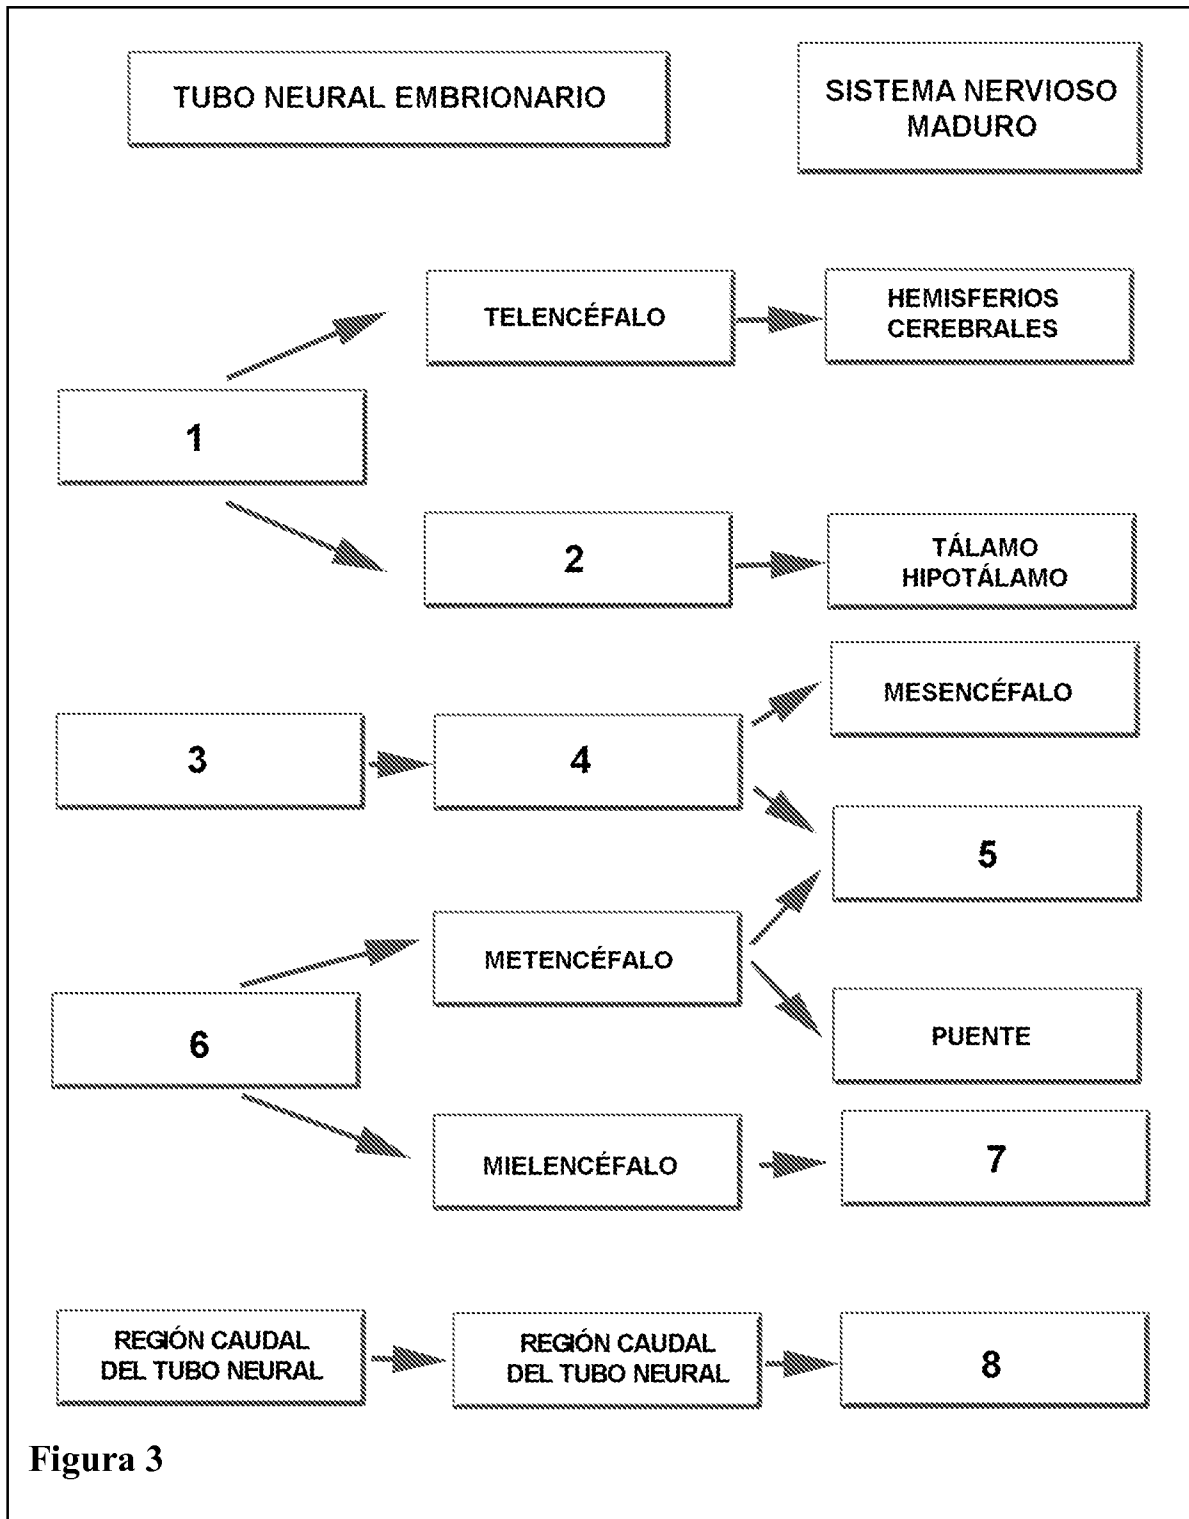 TUBO NEURAL EMBRIONARIO
SISTEMA NERVIOSO
MADURO
TELENCÉFALO
HEMISFERIOS
CEREBRALES
1
2
TÁLAMO
HIPOTÁLAMO
MESENCÉFALO
3
4
5
METENCÉFALO
6
PUENTE
MIELENCÉFALO
7
REGIÓN CAUDAL
DEL TUBO NEURAL
REGIÓN CAUDAL
DEL TUBO NEURAL
8
Figura 3